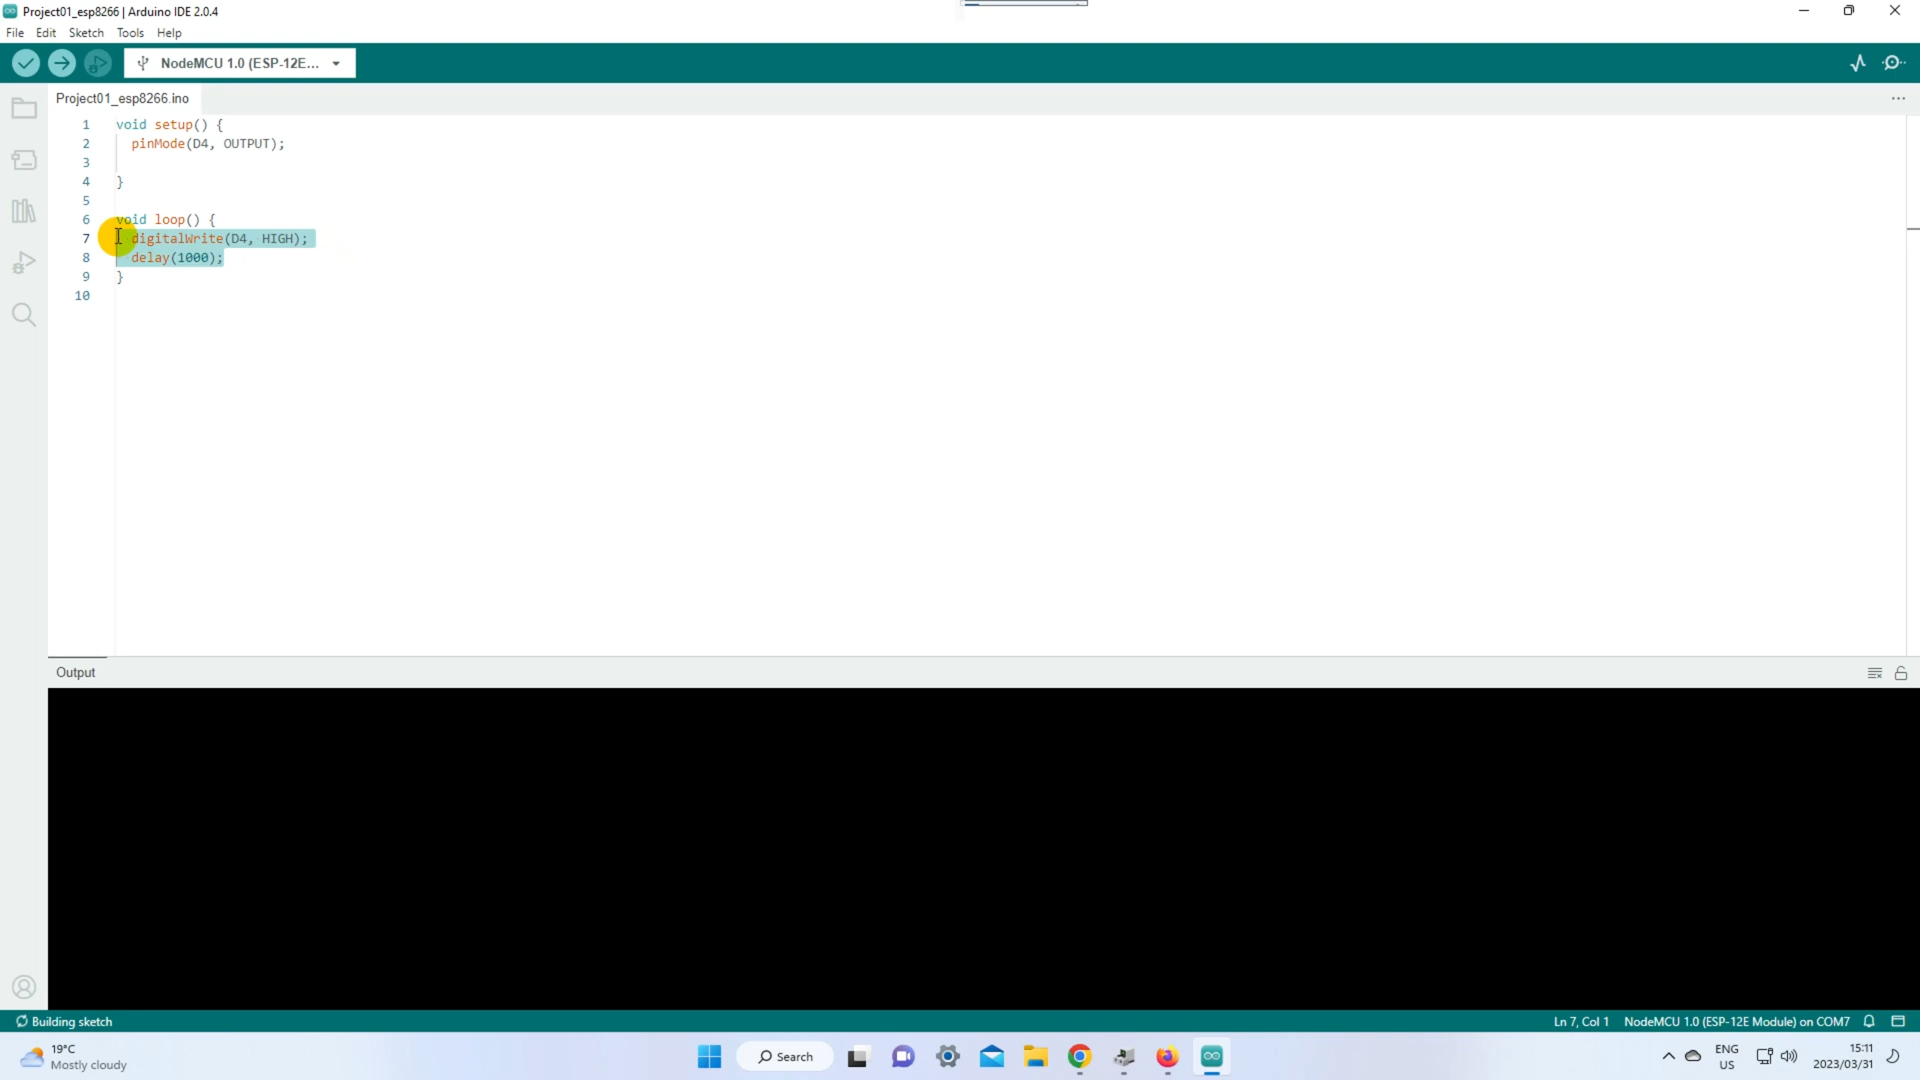 Project01_esp8266 | Arduino IDE 2.0.4
File Edit Sketch Tools Help
NodeMCU 1.0 (ESP-12E...
Project01_esp8266.ino
1 void setup() {
2 pinMode(D4, OUTPUT);
3
4 }
5
6 void loop() {
7 digitalWrite(D4, HIGH);
8 delay(1000);
9 }
10
Output
Building sketch
Ln 7, Col 1 NodeMCU 1.0 (ESP-12E Module) on COM7
19°C
Mostly cloudy
Search
ENG
US
15:11
2023/03/31